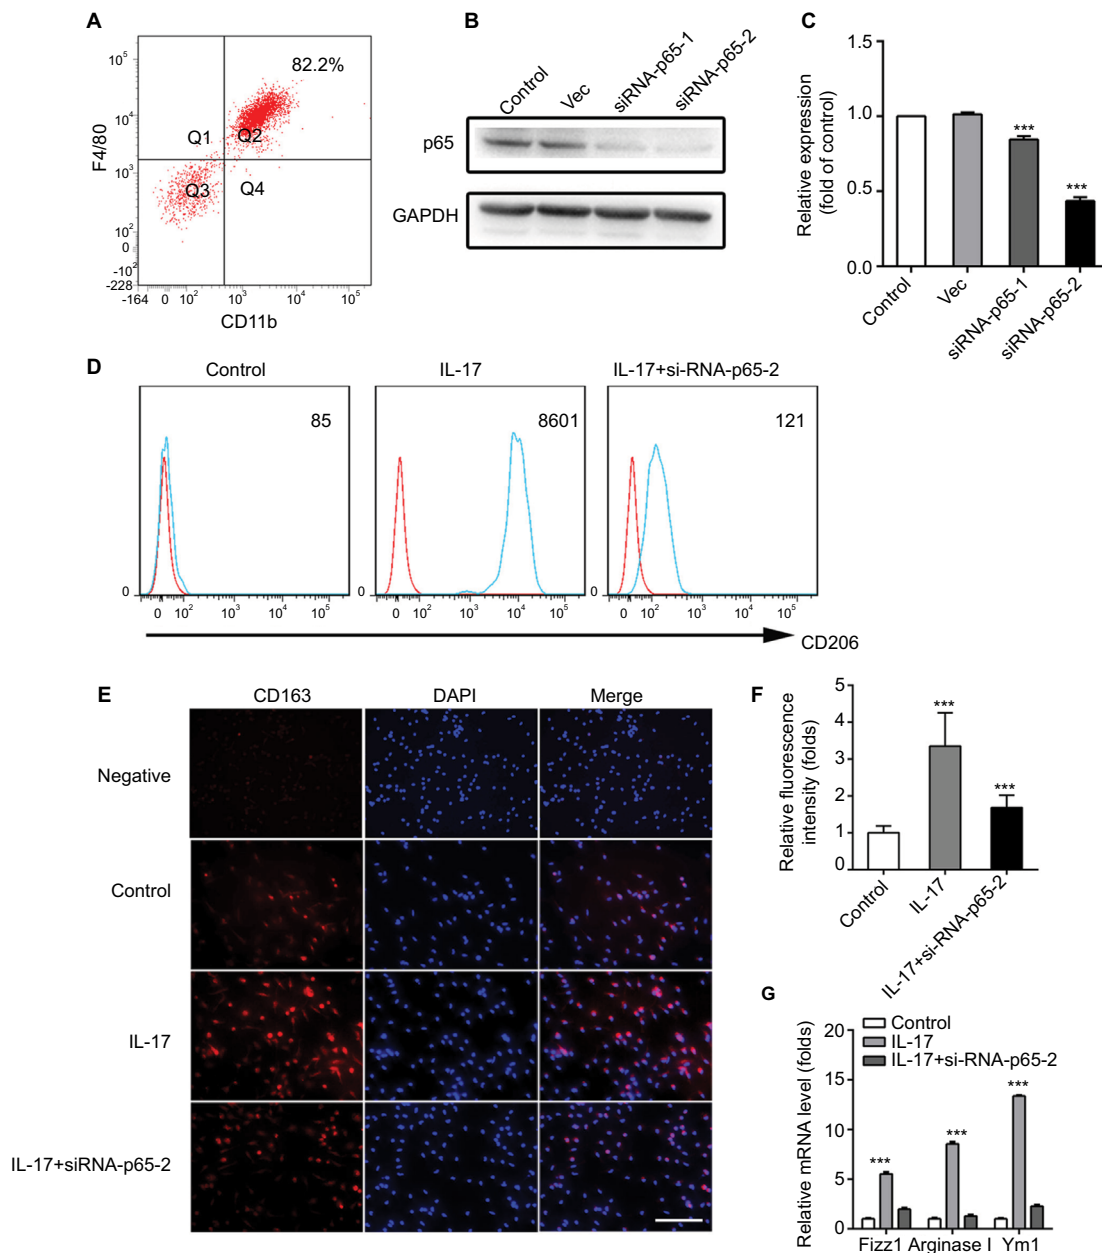 A
F4/80
10^5
10^4
10^3
10^2
0
-10^2
-228
82.2%
Q1
Q2
Q3
Q4
-164 0 10^2 10^3 10^4 10^5
CD11b
B
Control
Vec
siRNA-p65-1
siRNA-p65-2
p65
GAPDH
C
Relative expression
(fold of control)
1.5
1.0
0.5
0.0
***
***
Control
Vec
siRNA-p65-1
siRNA-p65-2
D
Control
IL-17
IL-17+si-RNA-p65-2
85
8601
121
0
0
0
0 10^2 10^3 10^4 10^5
0 10^2 10^3 10^4 10^5
0 10^2 10^3 10^4 10^5
CD206
E
CD163
DAPI
Merge
Negative
Control
IL-17
IL-17+siRNA-p65-2
F
Relative fluorescence
intensity (folds)
5
4
3
2
1
0
***
***
Control
IL-17
IL-17+si-RNA-p65-2
G
Relative mRNA level (folds)
20
15
10
5
0
Control
IL-17
IL-17+si-RNA-p65-2
***
***
***
Fizz1 Arginase I Ym1